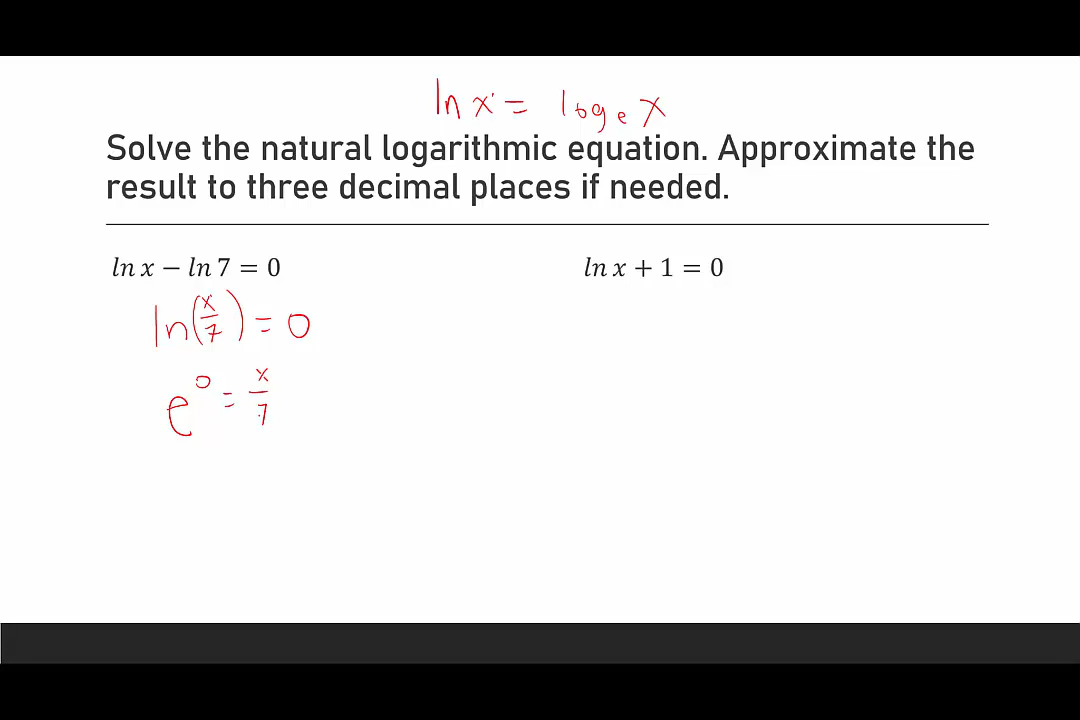 ln x = log e x
Solve the natural logarithmic equation. Approximate the
result to three decimal places if needed.
ln x − ln 7 = 0
ln(x/7) = 0
e^0 = x/7
ln x + 1 = 0